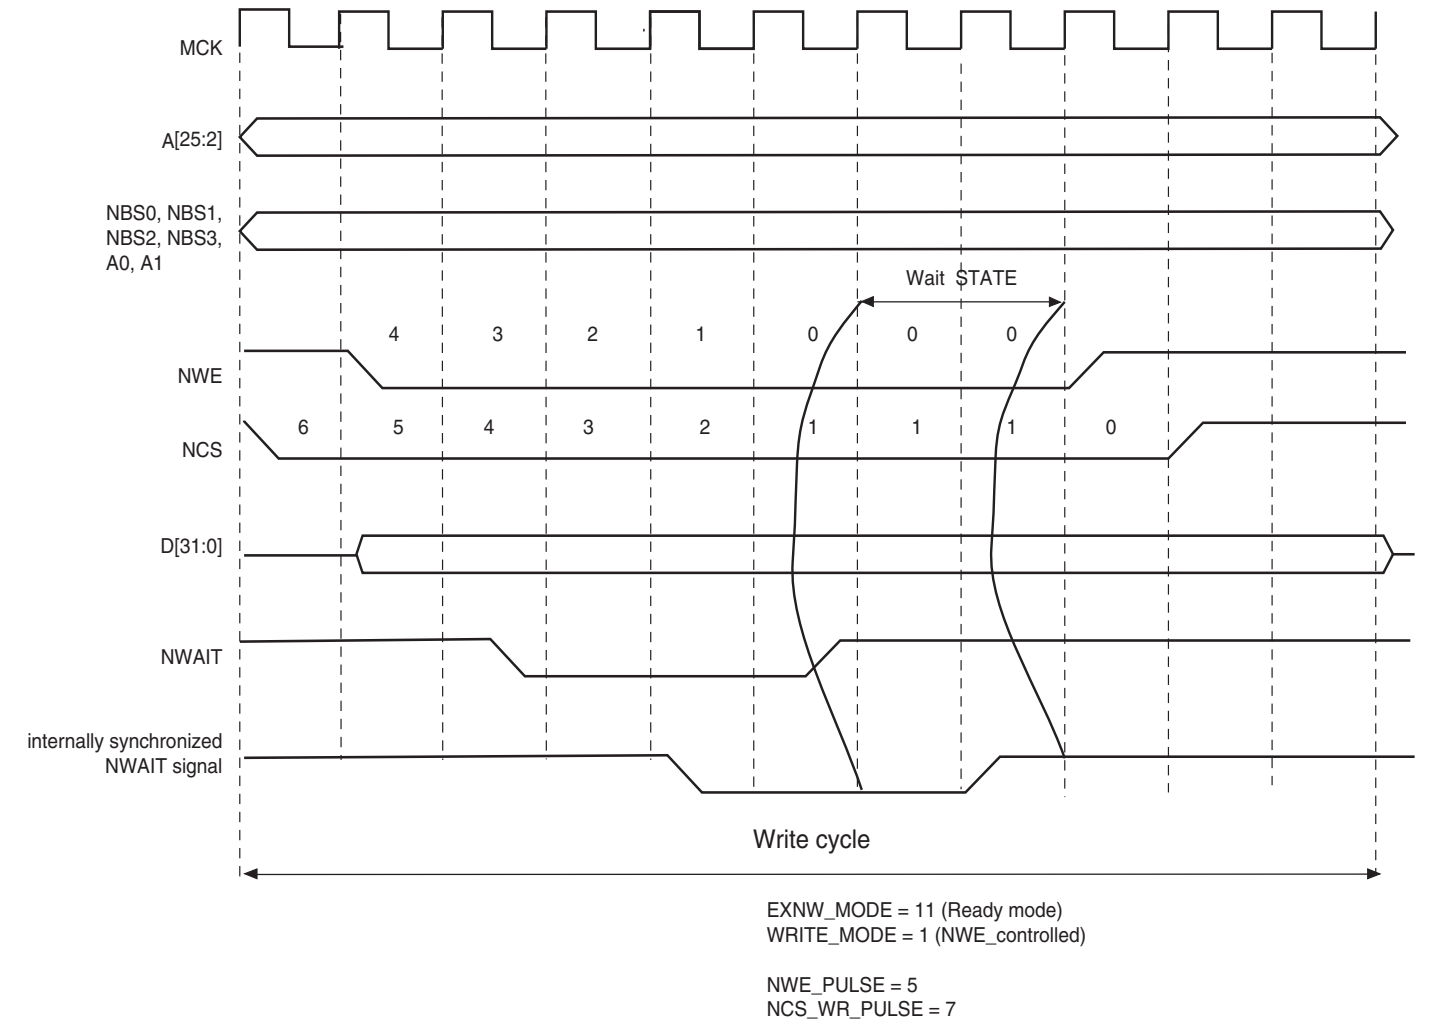 MCK
A[25:2]
NBS0, NBS1,
NBS2, NBS3,
A0, A1
Wait STATE
4 3 2 1 0 0 0
NWE
6 5 4 3 2 1 1 1 0
NCS
D[31:0]
NWAIT
internally synchronized
NWAIT signal
Write cycle
EXNW_MODE = 11 (Ready mode)
WRITE_MODE = 1 (NWE_controlled)
NWE_PULSE = 5
NCS_WR_PULSE = 7